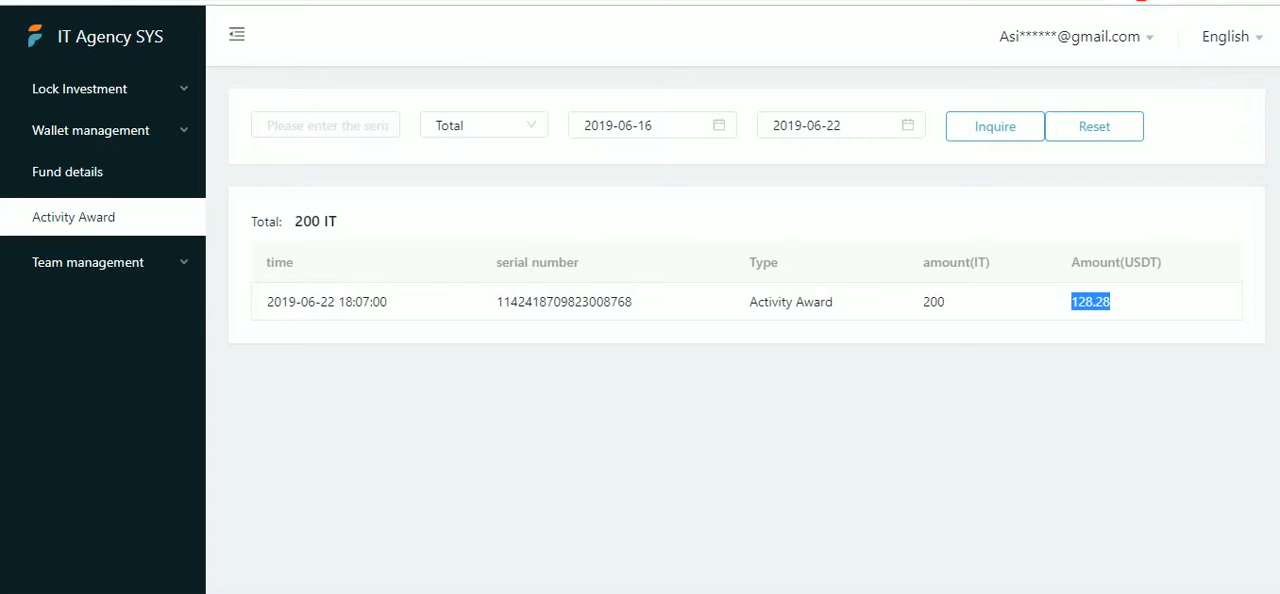 IT Agency SYS
Asi******@gmail.com
English
Lock Investment
Wallet management
Fund details
Activity Award
Team management
Please enter the seria
Total
2019-06-16
2019-06-22
Inquire
Reset
Total: 200 IT
time serial number Type amount(IT) Amount(USDT)
2019-06-22 18:07:00 1142418709823008768 Activity Award 200 128.28